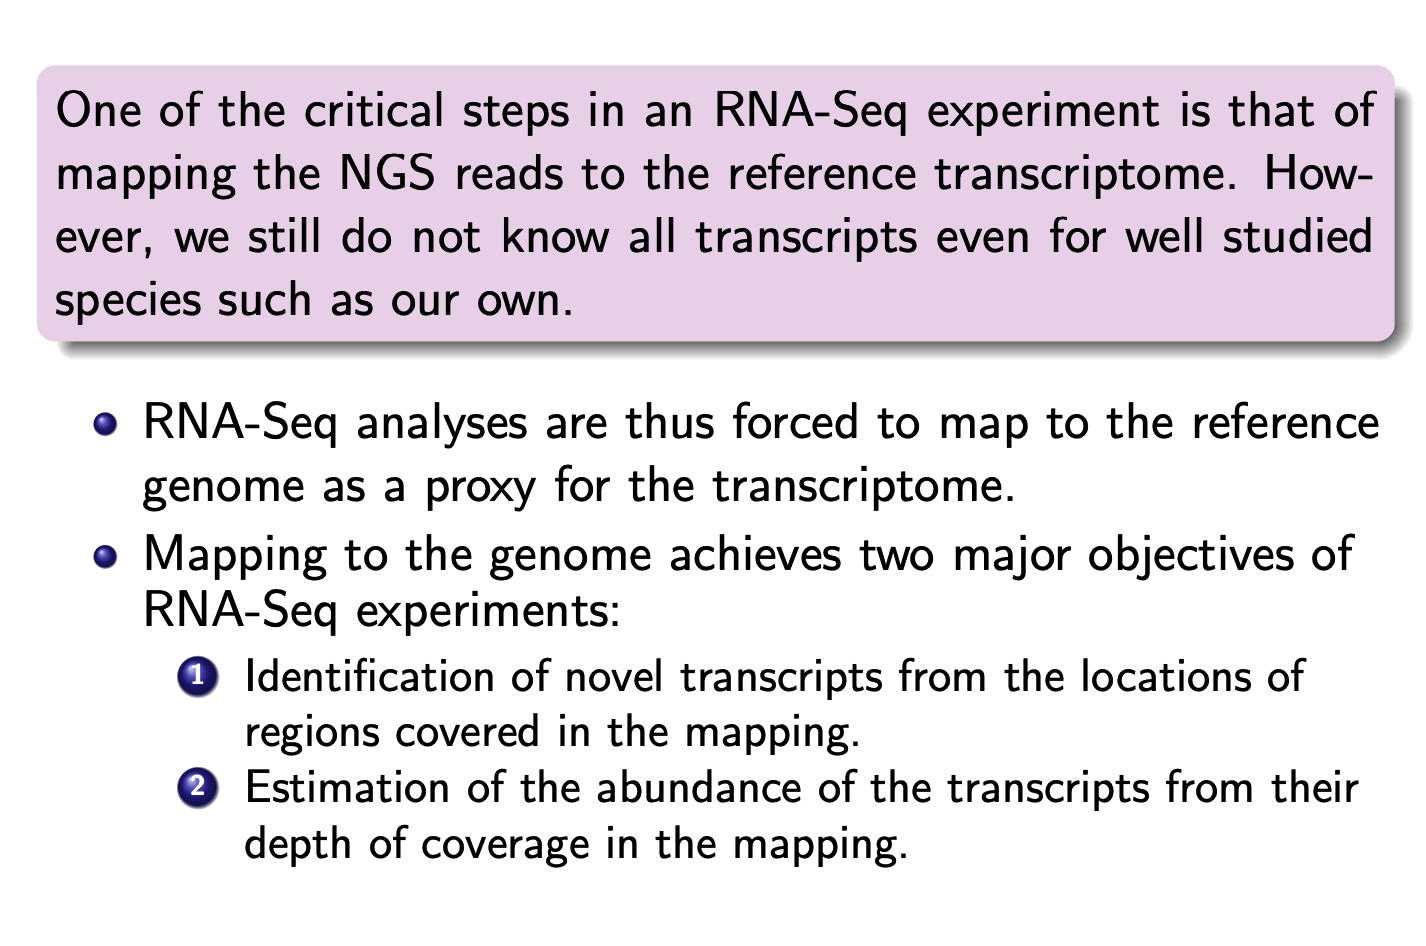 One of the critical steps in an RNA-Seq experiment is that of
mapping the NGS reads to the reference transcriptome. How-
ever, we still do not know all transcripts even for well studied
species such as our own.
RNA-Seq analyses are thus forced to map to the reference
genome as a proxy for the transcriptome.
Mapping to the genome achieves two major objectives of
RNA-Seq experiments:
1 Identification of novel transcripts from the locations of
regions covered in the mapping.
2 Estimation of the abundance of the transcripts from their
depth of coverage in the mapping.